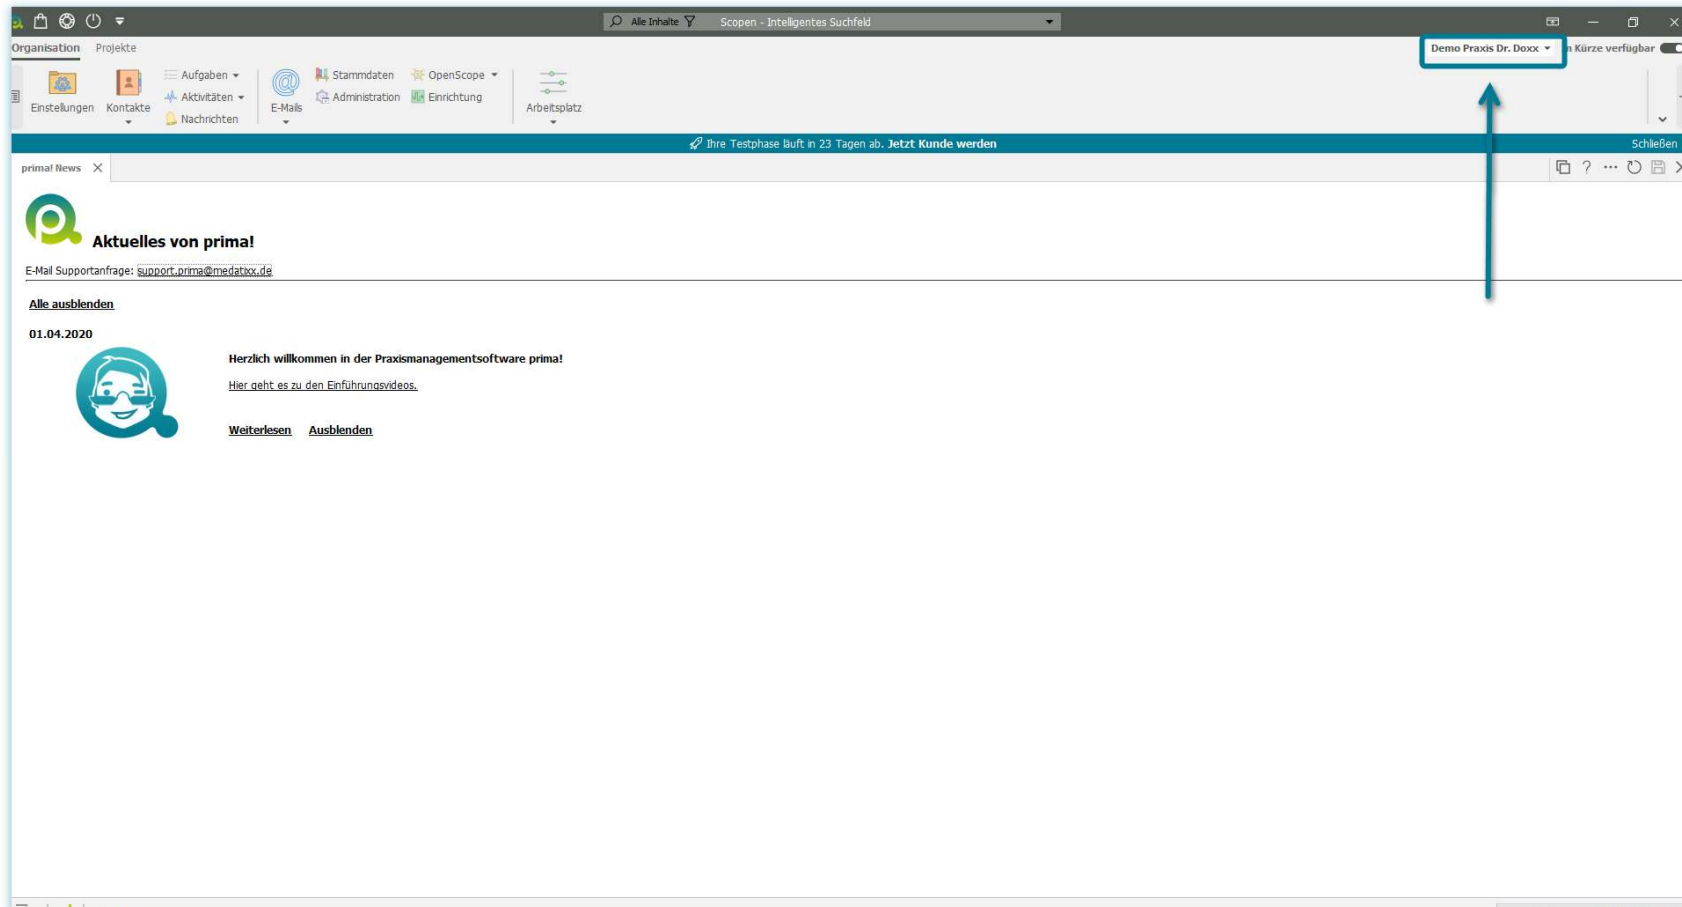 Alle Inhalte Scopen - Intelligentes Suchfeld
Organisation Projekte Demo Praxis Dr. Doxx n Kürze verfügbar
Aufgaben Stammdaten OpenScope
Aktivitäten Administration Einrichtung
Einstellungen Kontakte Nachrichten E-Mails Arbeitsplatz
Ihre Testphase läuft in 23 Tagen ab. Jetzt Kunde werden Schließen
prima! News
Aktuelles von prima!
E-Mail Supportanfrage: support.prima@medatixx.de
Alle ausblenden
01.04.2020
Herzlich willkommen in der Praxismanagementsoftware prima!
Hier geht es zu den Einführungsvideos.
Weiterlesen Ausblenden